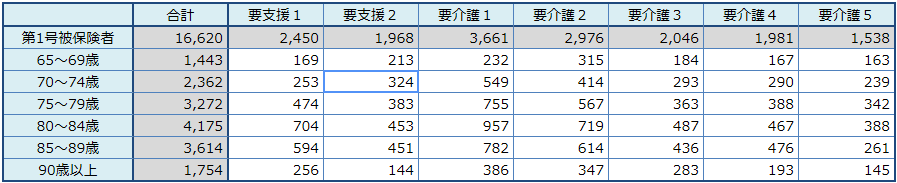 合計 要支援1 要支援2 要介護1 要介護2 要介護3 要介護4 要介護5
第1号被保険者 16,620 2,450 1,968 3,661 2,976 2,046 1,981 1,538
65～69歳 1,443 169 213 232 315 184 167 163
70～74歳 2,362 253 324 549 414 293 290 239
75～79歳 3,272 474 383 755 567 363 388 342
80～84歳 4,175 704 453 957 719 487 467 388
85～89歳 3,614 594 451 782 614 436 476 261
90歳以上 1,754 256 144 386 347 283 193 145